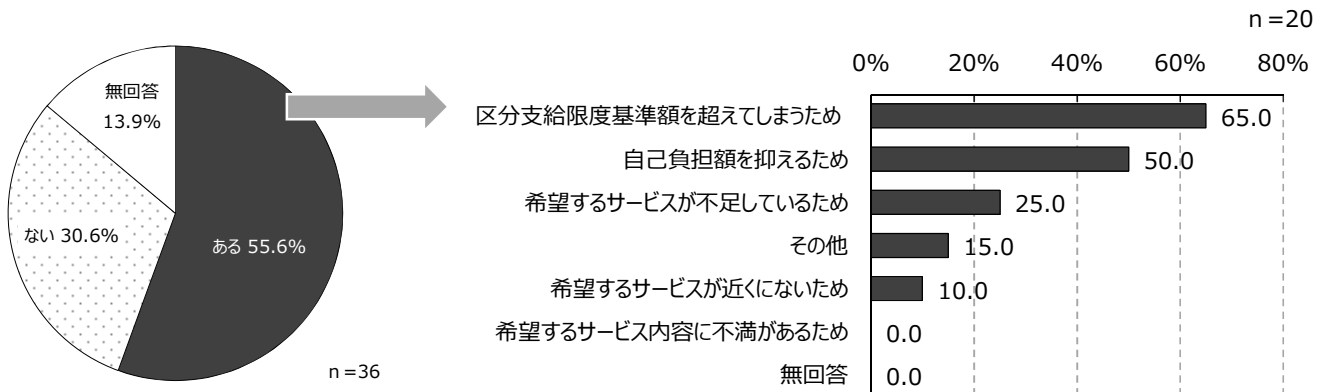 無回答
13.9%
ない 30.6%
ある 55.6%
n=36
n=20
0% 20% 40% 60% 80%
区分支給限度基準額を超えてしまうため 65.0
自己負担額を抑えるため 50.0
希望するサービスが不足しているため 25.0
その他 15.0
希望するサービスが近くにないため 10.0
希望するサービス内容に不満があるため 0.0
無回答 0.0